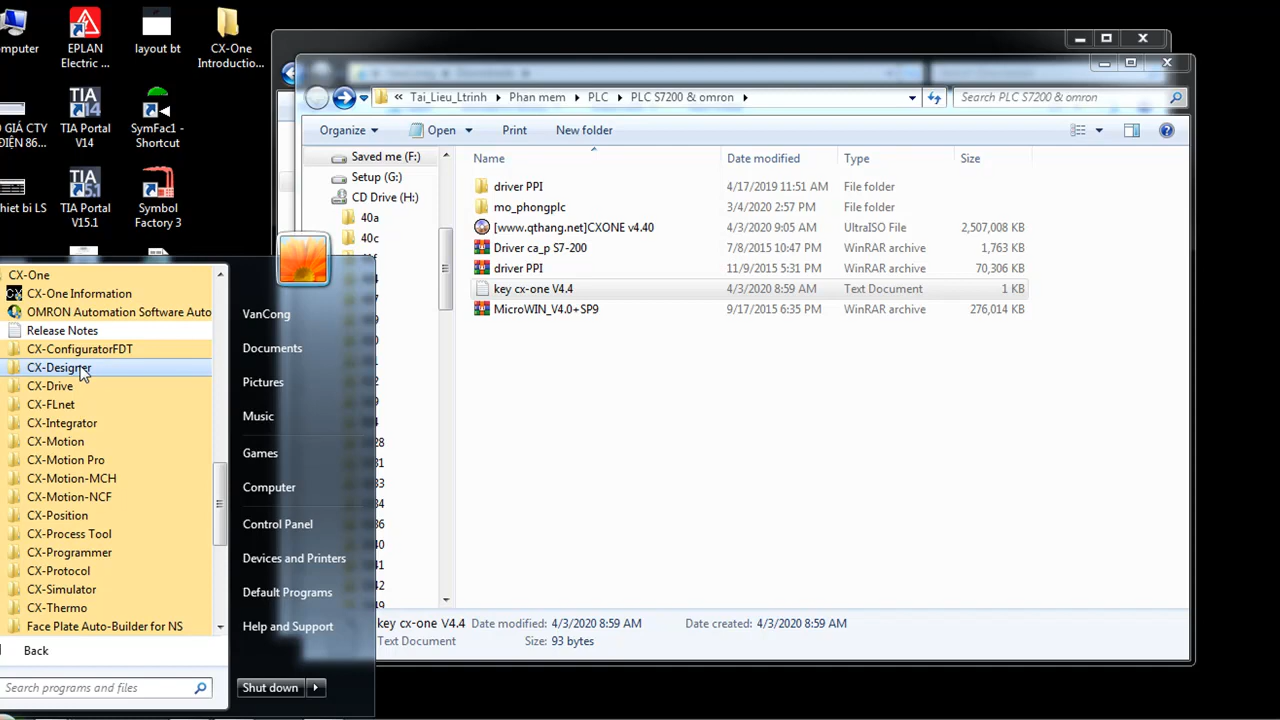 omputer
EPLAN
Electric ...
layout bt
CX-One
Introductio...
TIA Portal
V14
SymFac1 -
Shortcut
O GIÁ CTY
ĐIỆN 86...
TIA Portal
V15.1
Symbol
Factory 3
hiet bi LS
« Tai_Lieu_Ltrinh
Phan mem
PLC
PLC S7200 & omron
Search PLC S7200 & omron
Organize
Open
Print
New folder
Saved me (F:)
Setup (G:)
CD Drive (H:)
40a
40c
Name
Date modified
Type
Size
driver PPI
4/17/2019 11:51 AM
File folder
mo_phongplc
3/4/2020 2:57 PM
File folder
[www.qthang.net]CXONE v4.40
4/3/2020 9:05 AM
UltraISO File
2,507,008 KB
Driver ca_p S7-200
7/8/2015 10:47 PM
WinRAR archive
1,763 KB
driver PPI
11/9/2015 5:31 PM
WinRAR archive
70,306 KB
key cx-one V4.4
4/3/2020 8:59 AM
Text Document
1 KB
MicroWIN_V4.0+SP9
9/17/2015 6:35 PM
WinRAR archive
276,014 KB
key cx-one V4.4
Date modified: 4/3/2020 8:59 AM
Date created: 4/3/2020 8:59 AM
Text Document
Size: 93 bytes
CX-One
CX-One Information
OMRON Automation Software Auto
Release Notes
CX-ConfiguratorFDT
CX-Designer
CX-Drive
CX-FLnet
CX-Integrator
CX-Motion
CX-Motion Pro
CX-Motion-MCH
CX-Motion-NCF
CX-Position
CX-Process Tool
CX-Programmer
CX-Protocol
CX-Simulator
CX-Thermo
Face Plate Auto-Builder for NS
Back
Search programs and files
VanCong
Documents
Pictures
Music
Games
Computer
Control Panel
Devices and Printers
Default Programs
Help and Support
Shut down